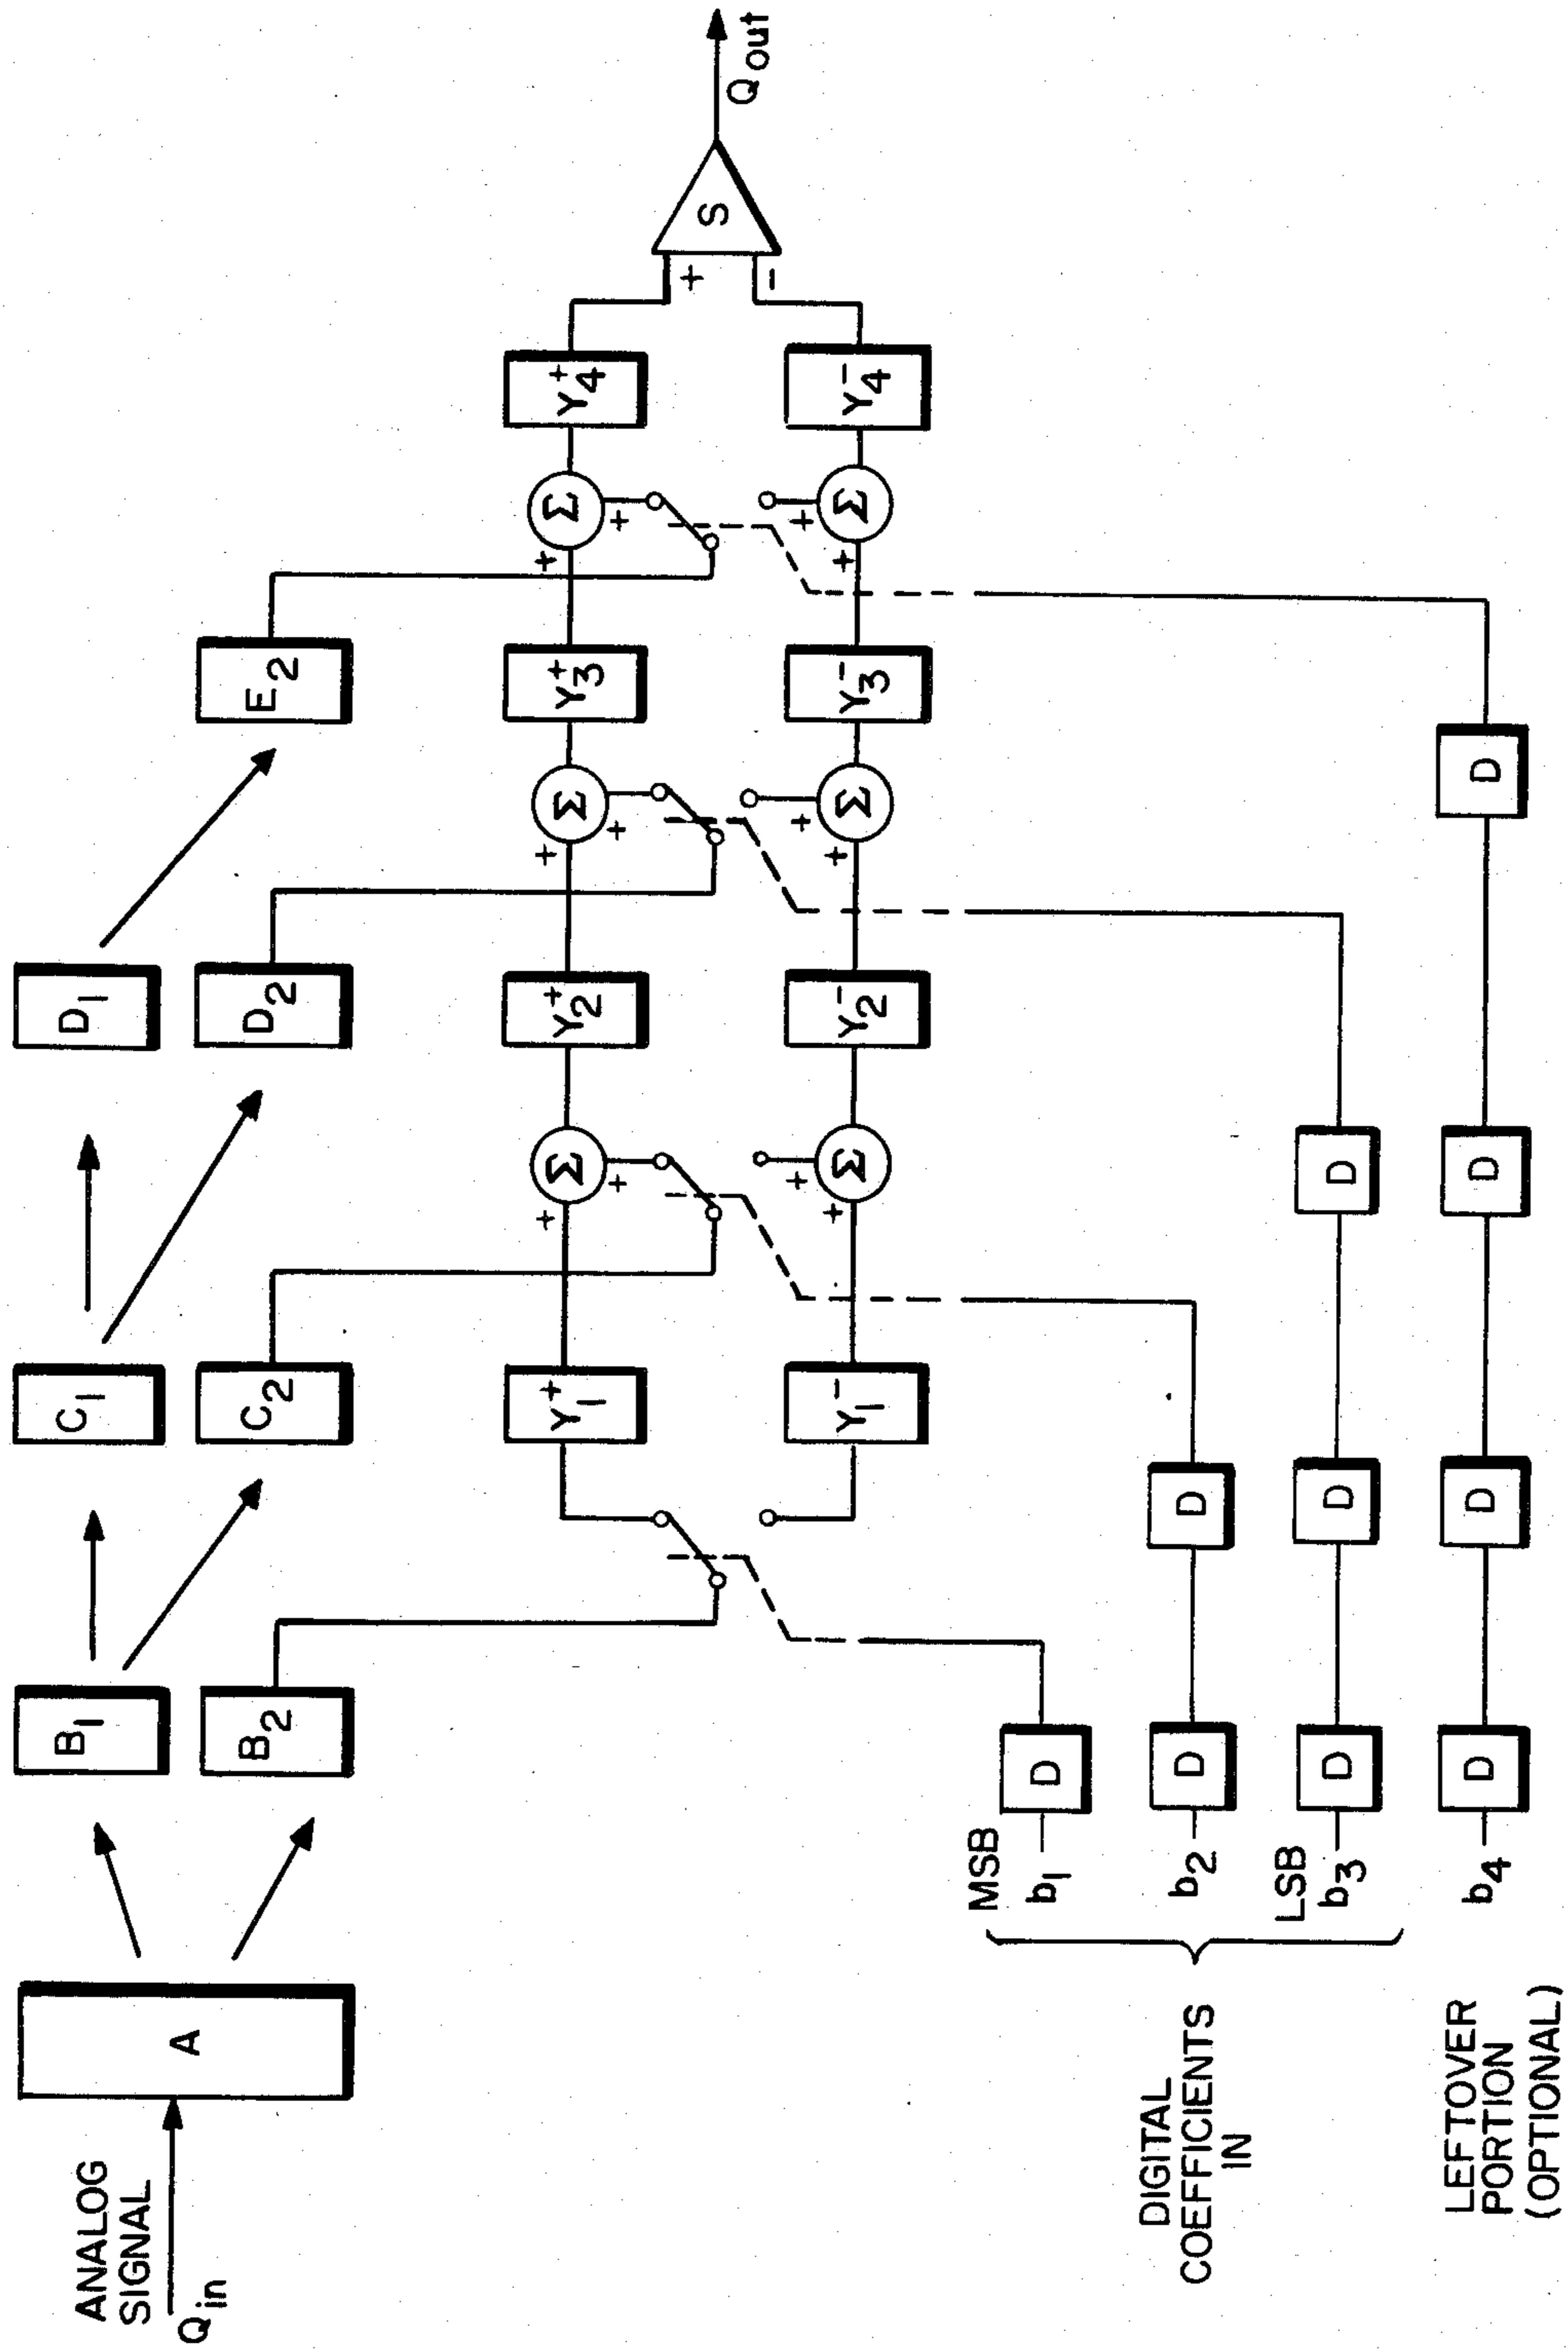 ANALOG
SIGNAL
Q in
A
B1 C1 D1
B2 C2 D2 E2
Y1+ Σ Y2+ Σ Y3+ Σ Y4+
+ + + + + +
+
S
Q out
-
+ + + + + +
Y1- Σ Y2- Σ Y3- Σ Y4-
MSB
b1 D
DIGITAL
COEFFICIENTS
IN
b2 D D
LSB
b3 D D D
LEFTOVER
PORTION
(OPTIONAL)
b4 D D D D